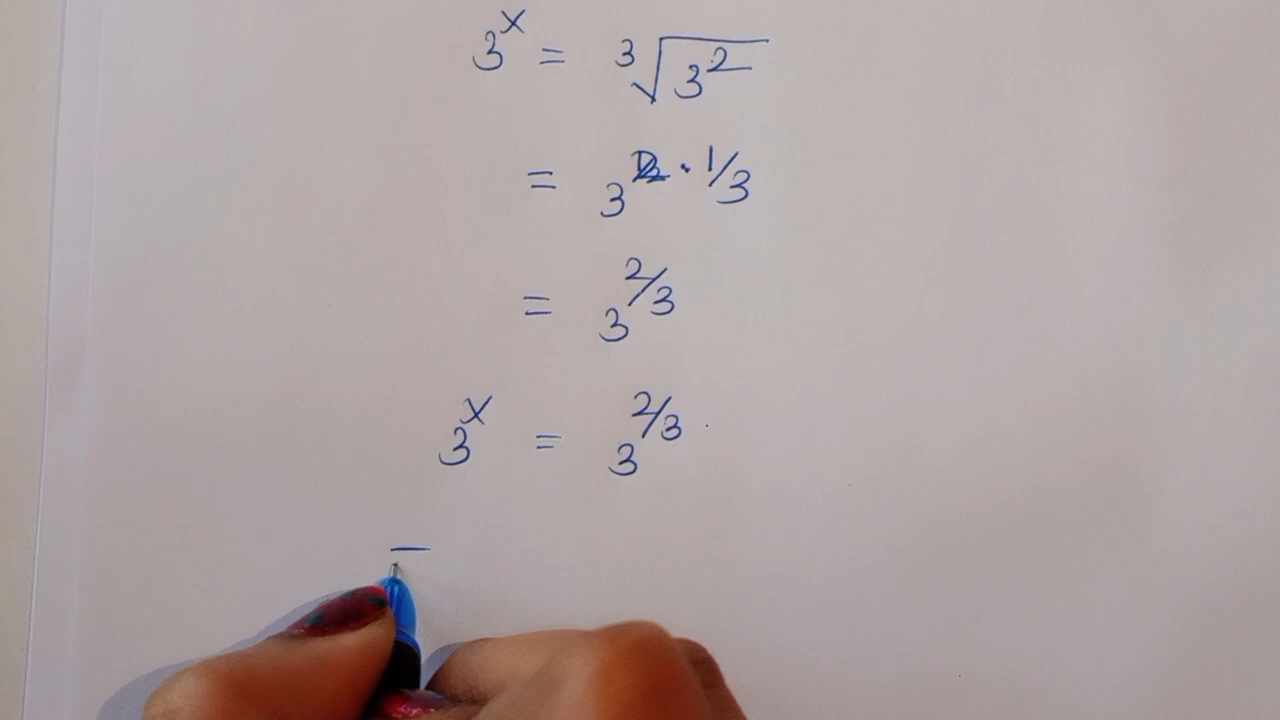 3^x = ∛(3^2)
= 3^2 · 1/3
= 3^2/3
3^x = 3^2/3 .